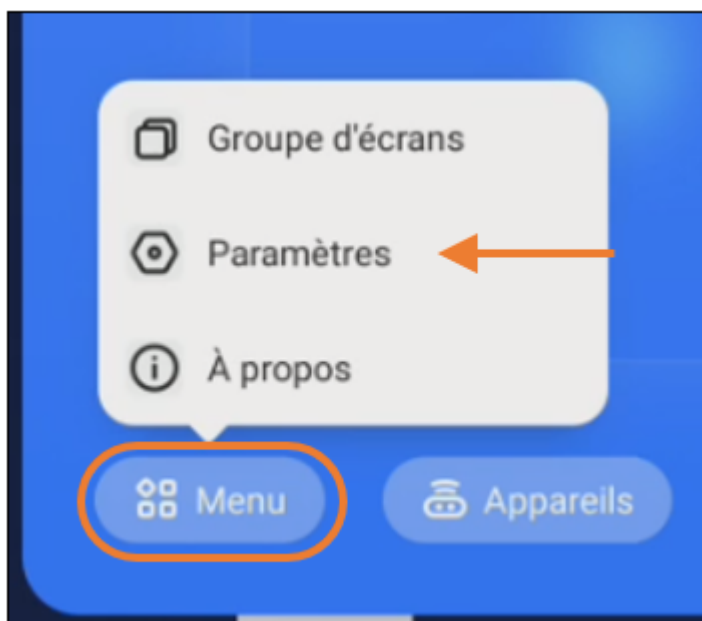 Groupe d'écrans
Paramètres
À propos
Menu
Appareils